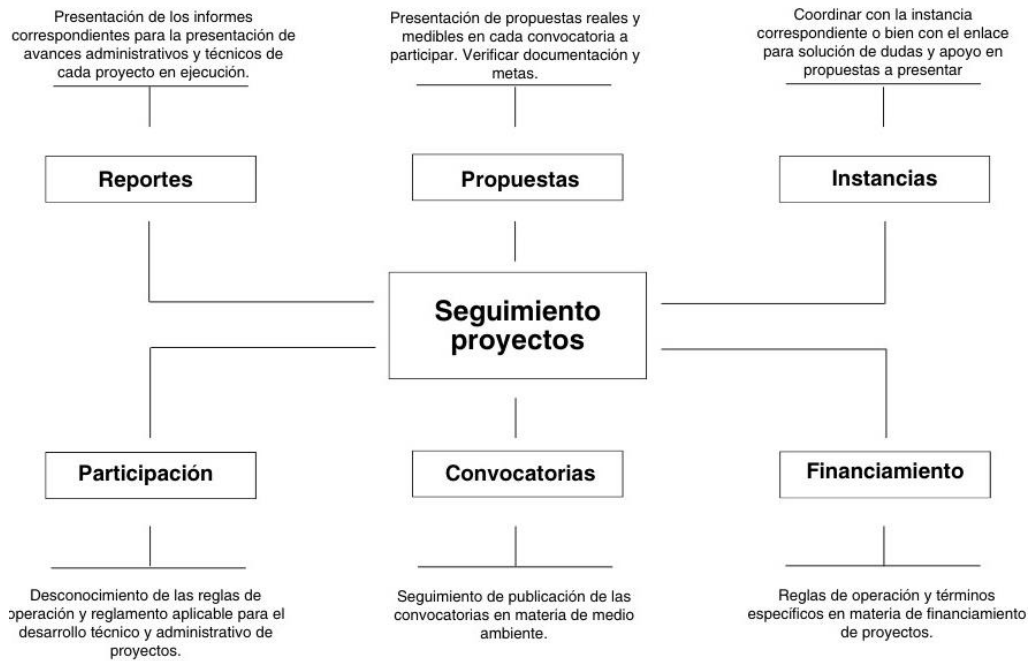 Presentación de los informes
correspondientes para la presentación de
avances administrativos y técnicos de
cada proyecto en ejecución.
Presentación de propuestas reales y
medibles en cada convocatoria a
participar. Verificar documentación y
metas.
Coordinar con la instancia
correspondiente o bien con el enlace
para solución de dudas y apoyo en
propuestas a presentar
Reportes
Propuestas
Instancias
Seguimiento
proyectos
Participación
Convocatorias
Financiamiento
Desconocimiento de las reglas de
operación y reglamento aplicable para el
desarrollo técnico y administrativo de
proyectos.
Seguimiento de publicación de las
convocatorias en materia de medio
ambiente.
Reglas de operación y términos
específicos en materia de financiamiento
de proyectos.